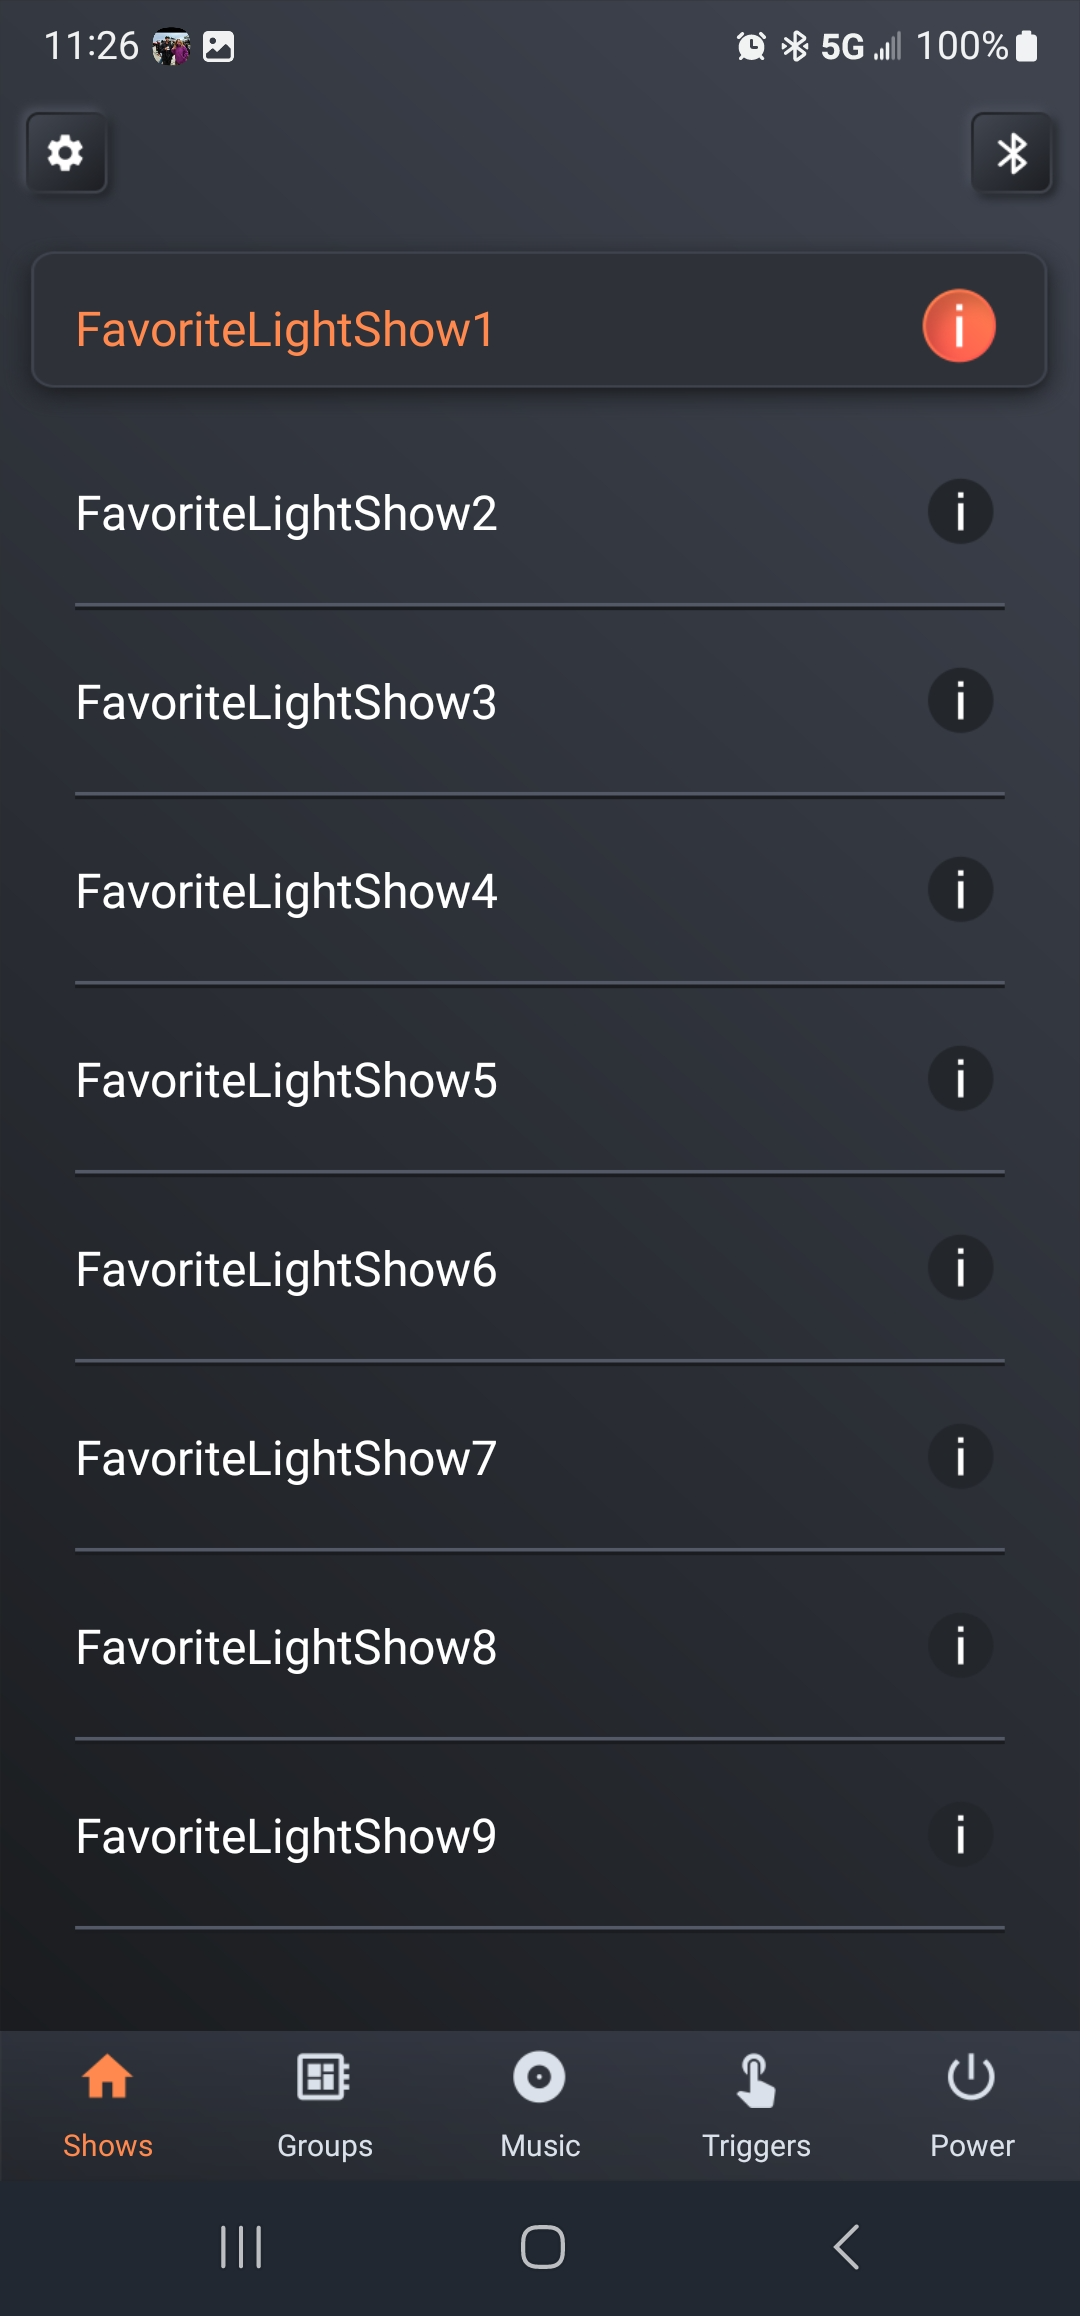 11:26 5G 100%
FavoriteLightShow1
FavoriteLightShow2
FavoriteLightShow3
FavoriteLightShow4
FavoriteLightShow5
FavoriteLightShow6
FavoriteLightShow7
FavoriteLightShow8
FavoriteLightShow9
Shows Groups Music Triggers Power